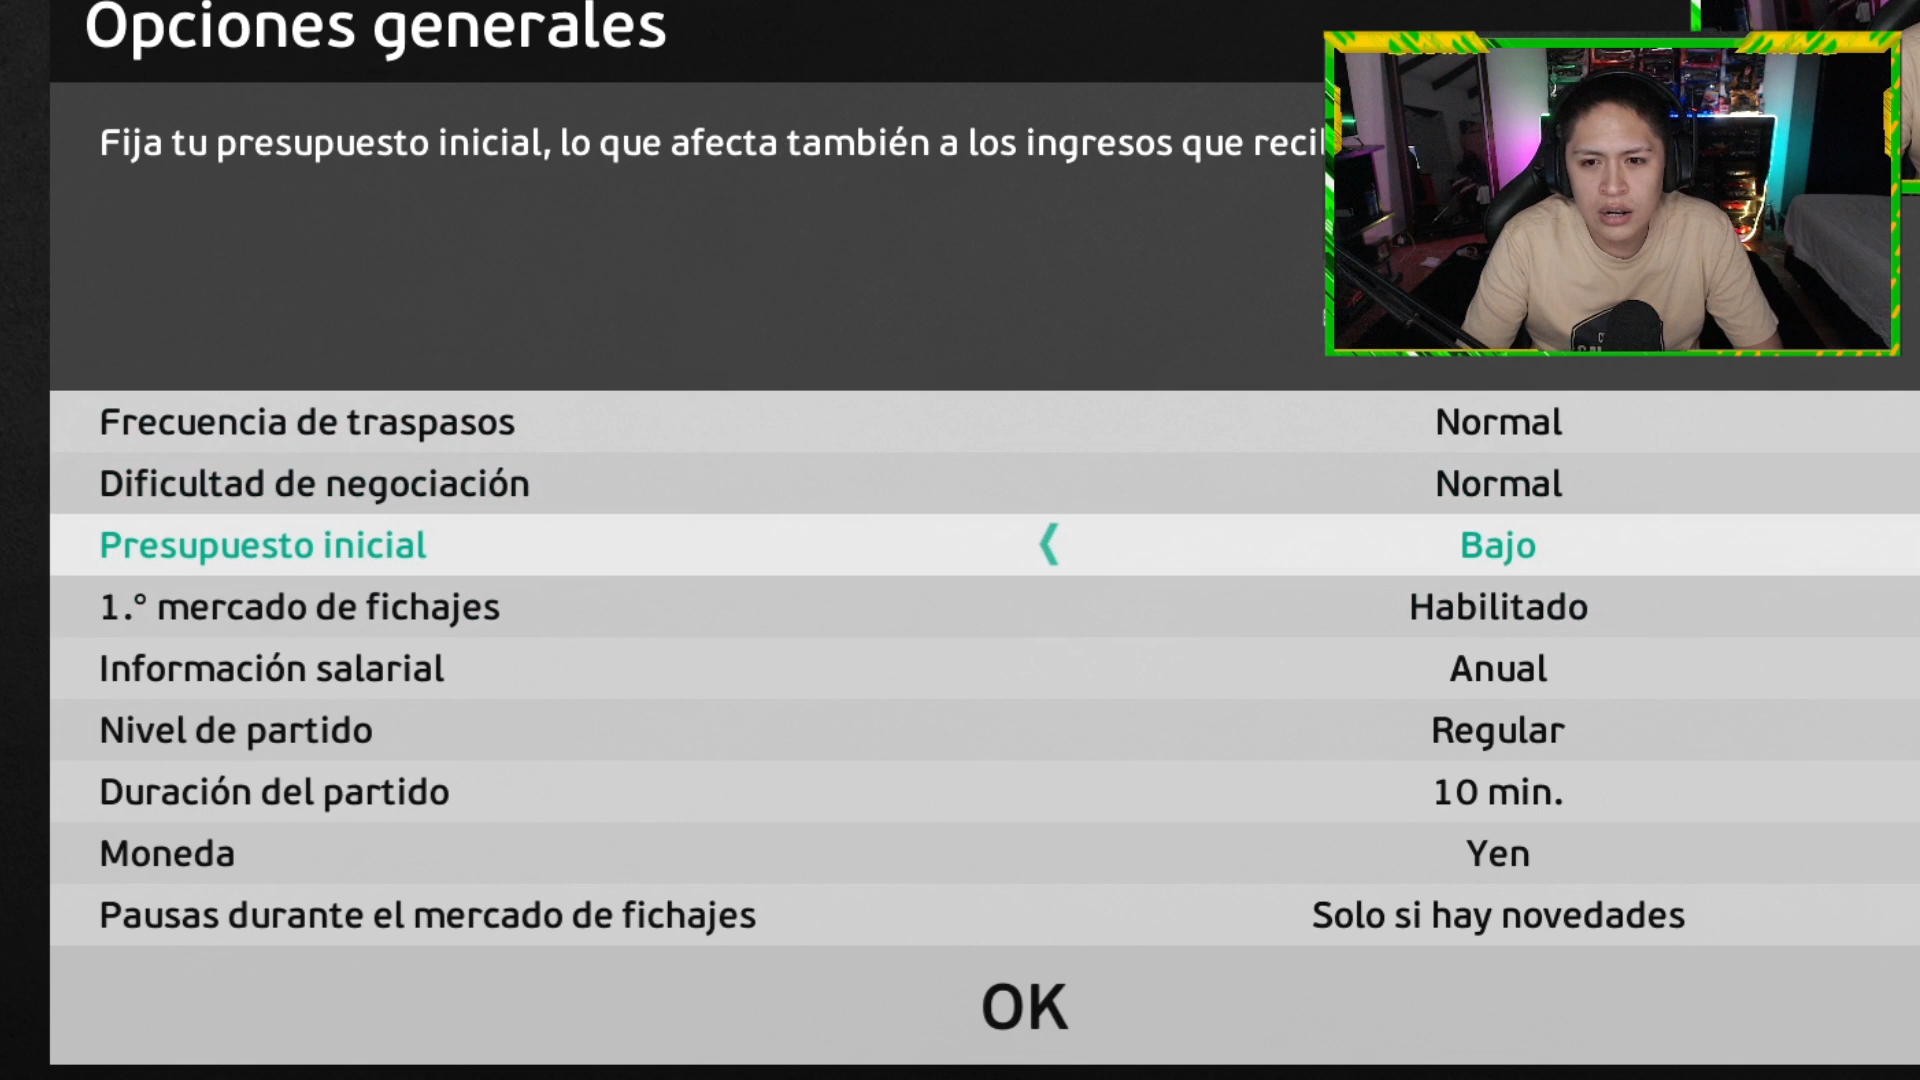 Opciones generales
Fija tu presupuesto inicial, lo que afecta también a los ingresos que
Frecuencia de traspasos Normal
Dificultad de negociación Normal
Presupuesto inicial Bajo
1.° mercado de fichajes Habilitado
Información salarial Anual
Nivel de partido Regular
Duración del partido 10 min.
Moneda Yen
Pausas durante el mercado de fichajes Solo si hay novedades
OK